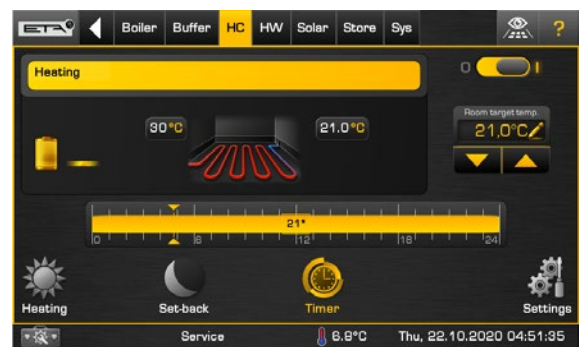 ETA Boiler Buffer HC HW Solar Store Sys ?
Heating
O I
Room target temp.
21,0°C
30°C 21.0°C
21°
0 6 12 18 24
Heating Set-back Timer Settings
Service 6.9°C Thu, 22.10.2020 04:51:35